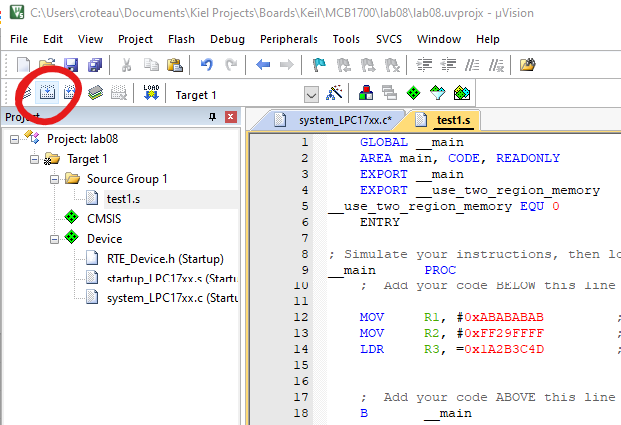 C:\Users\croteau\Documents\Kiel Projects\Boards\Keil\MCB1700\lab08\lab08.uvprojx - µVision
File Edit View Project Flash Debug Peripherals Tools SVCS Window Help
LOAD Target 1
Project
Project: lab08
Target 1
Source Group 1
test1.s
CMSIS
Device
RTE_Device.h (Startup)
startup_LPC17xx.s (Startu
system_LPC17xx.c (Startu
system_LPC17xx.c* test1.s
1 GLOBAL __main
2 AREA main, CODE, READONLY
3 EXPORT __main
4 EXPORT __use_two_region_memory
5 __use_two_region_memory EQU 0
6 ENTRY
7
8 ; Simulate your instructions, then lo
9 __main PROC
10 ; Add your code BELOW this line
11
12 MOV R1, #0xABABABAB ;
13 MOV R2, #0xFF29FFFF ;
14 LDR R3, =0x1A2B3C4D ;
15
16
17 ; Add your code ABOVE this line
18 B __main